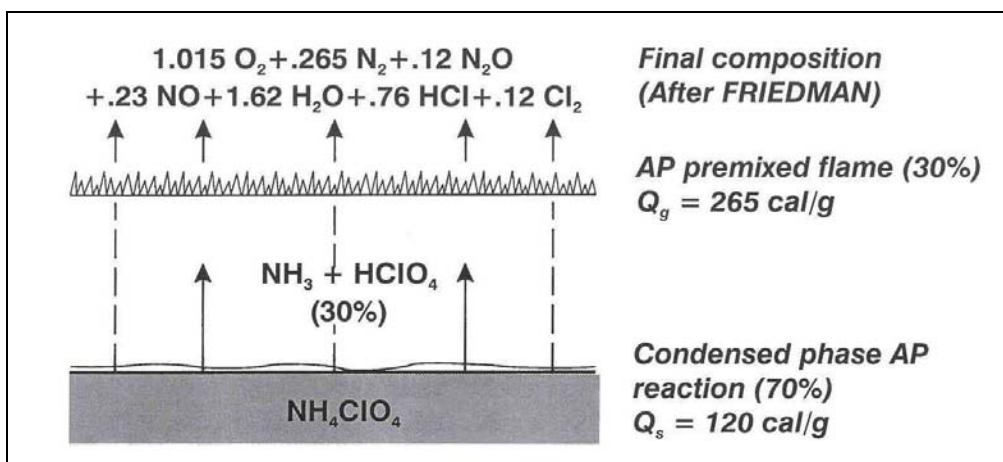 1.015 O₂+.265 N₂+.12 N₂O
+.23 NO+1.62 H₂O+.76 HCl+.12 Cl₂
Final composition
(After FRIEDMAN)
AP premixed flame (30%)
Q_g = 265 cal/g
NH₃ + HClO₄
(30%)
Condensed phase AP
reaction (70%)
Q_s = 120 cal/g
NH₄ClO₄